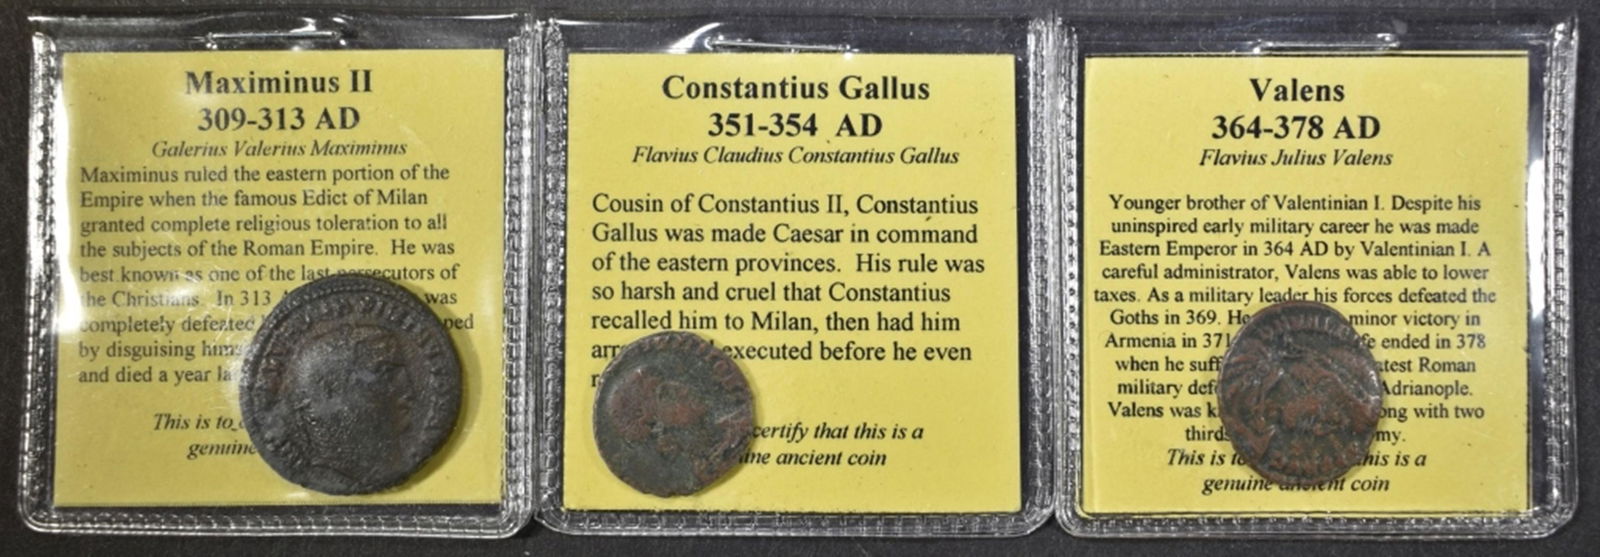 Maximinus II
309-313 AD
Galerius Valerius Maximinus
Maximinus ruled the eastern portion of the
Empire when the famous Edict of Milan
granted complete religious toleration to all
the subjects of the Roman Empire. He was
best known as one of the last persecutors of
the Christians. In 313 was
completely defeated
by disguising
and died a year
This is to
genuine
Constantius Gallus
351-354 AD
Flavius Claudius Constantius Gallus
Cousin of Constantius II, Constantius
Gallus was made Caesar in command
of the eastern provinces. His rule was
so harsh and cruel that Constantius
recalled him to Milan, then had him
executed before he even
certify that this is a
ancient coin
Valens
364-378 AD
Flavius Julius Valens
Younger brother of Valentinian I. Despite his
uninspired early military career he was made
Eastern Emperor in 364 AD by Valentinian I. A
careful administrator, Valens was able to lower
taxes. As a military leader his forces defeated the
Goths in 369. minor victory in
Armenia in 371 ended in 378
when he Roman
military Adrianople.
Valens was with two
This is this is a
genuine ancient coin